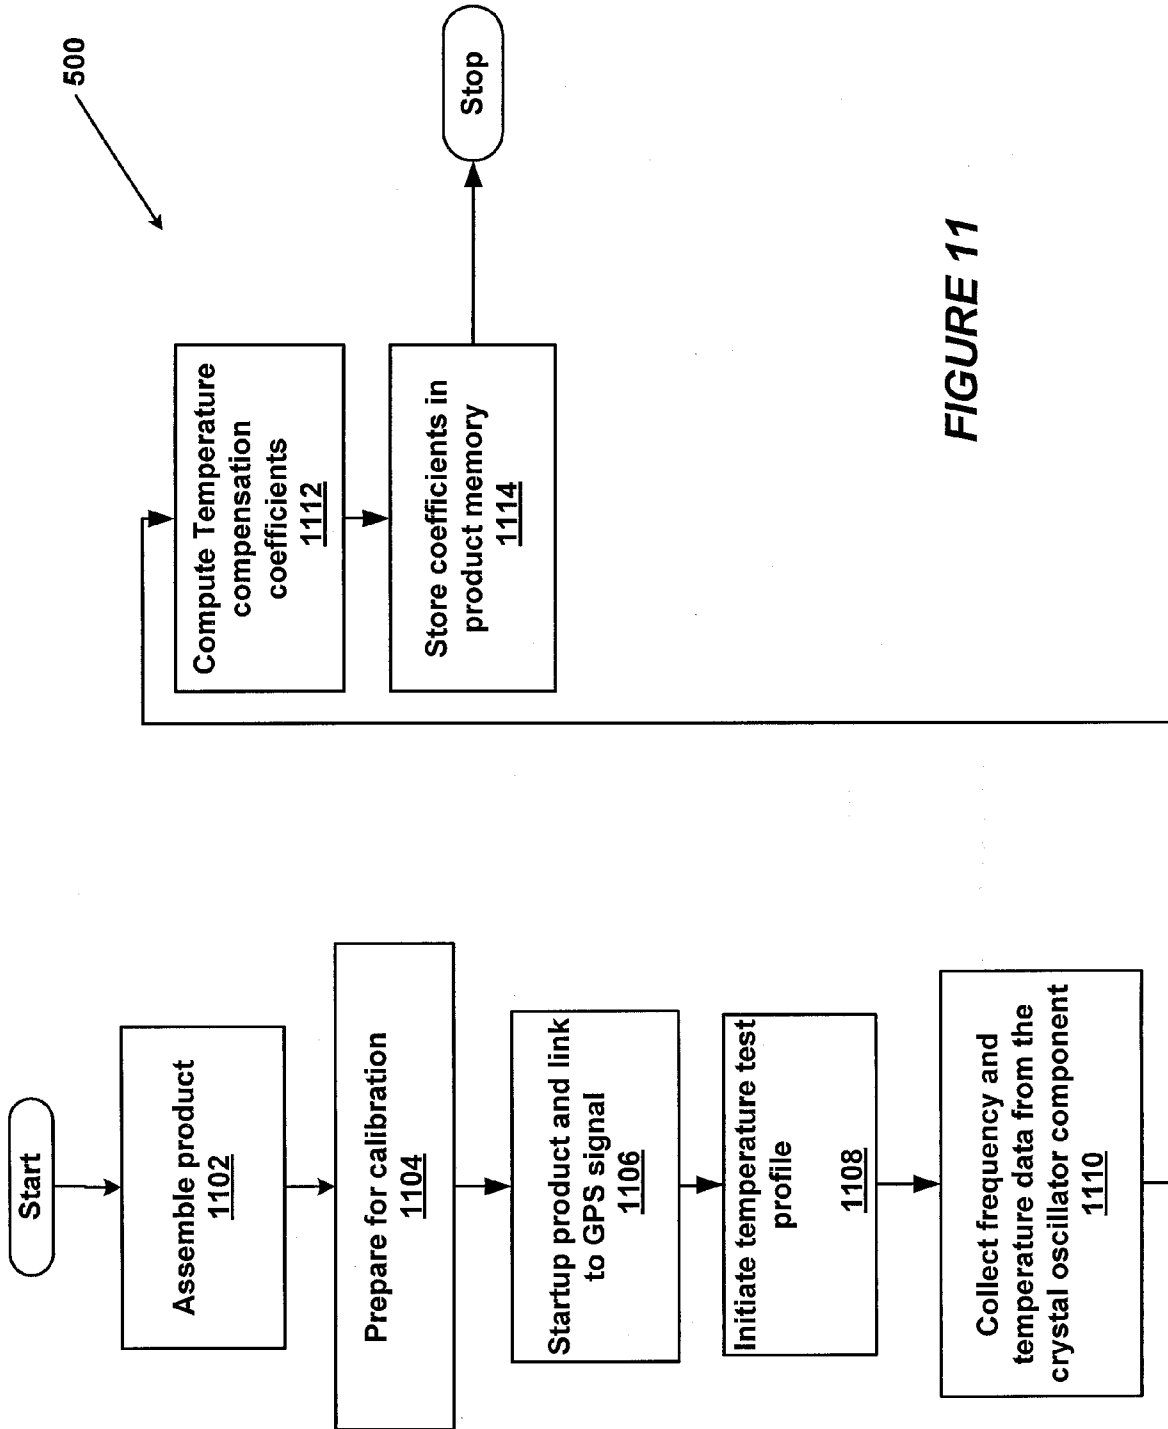 Start
Assemble product
1102
Prepare for calibration
1104
Startup product and link
to GPS signal
1106
Initiate temperature test
profile
1108
Collect frequency and
temperature data from the
crystal oscillator component
1110
500
Compute Temperature
compensation
coefficients
1112
Store coefficients in
product memory
1114
Stop
FIGURE 11